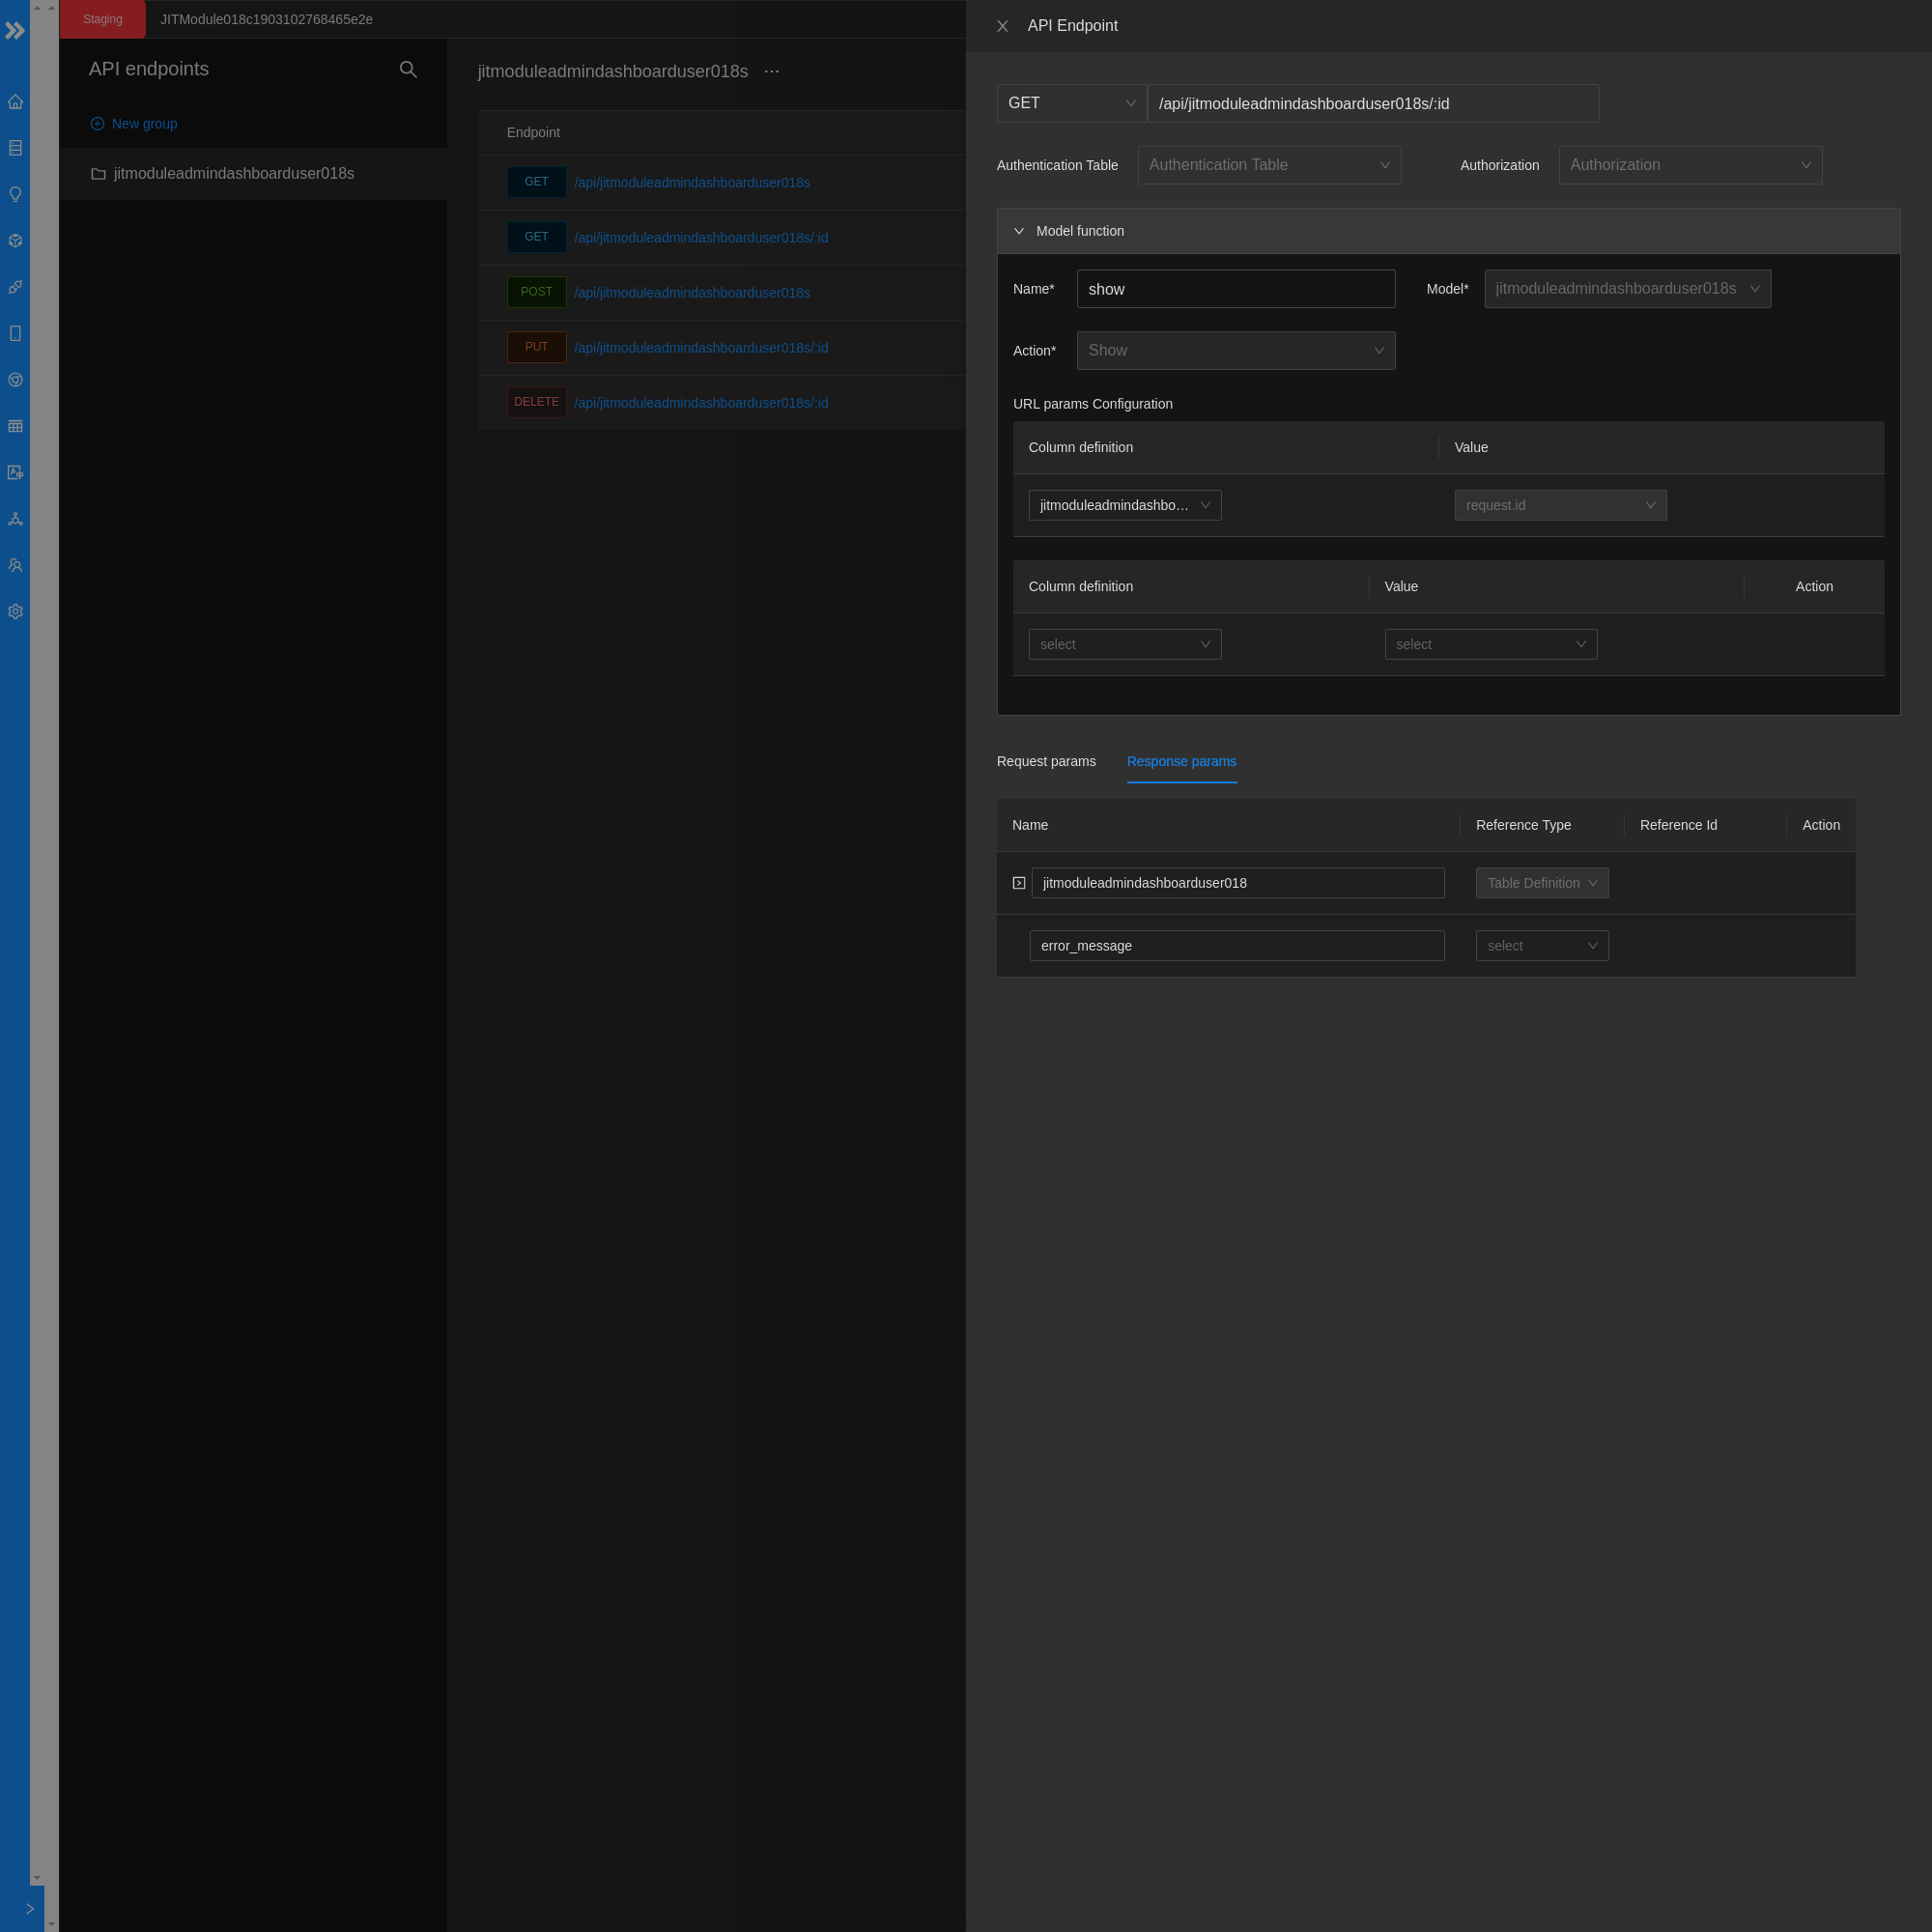 Staging JITModule018c1903102768465e2e
API endpoints
New group
jitmoduleadmindashboarduser018s
jitmoduleadmindashboarduser018s ...
Endpoint
GET /api/jitmoduleadmindashboarduser018s
GET /api/jitmoduleadmindashboarduser018s/:id
POST /api/jitmoduleadmindashboarduser018s
PUT /api/jitmoduleadmindashboarduser018s/:id
DELETE /api/jitmoduleadmindashboarduser018s/:id
API Endpoint
GET /api/jitmoduleadmindashboarduser018s/:id
Authentication Table Authentication Table Authorization Authorization
Model function
Name* show Model* jitmoduleadmindashboarduser018s
Action* Show
URL params Configuration
Column definition Value
jitmoduleadmindashbo... request.id
Column definition Value Action
select select
Request params Response params
Name Reference Type Reference Id Action
jitmoduleadmindashboarduser018 Table Definition
error_message select